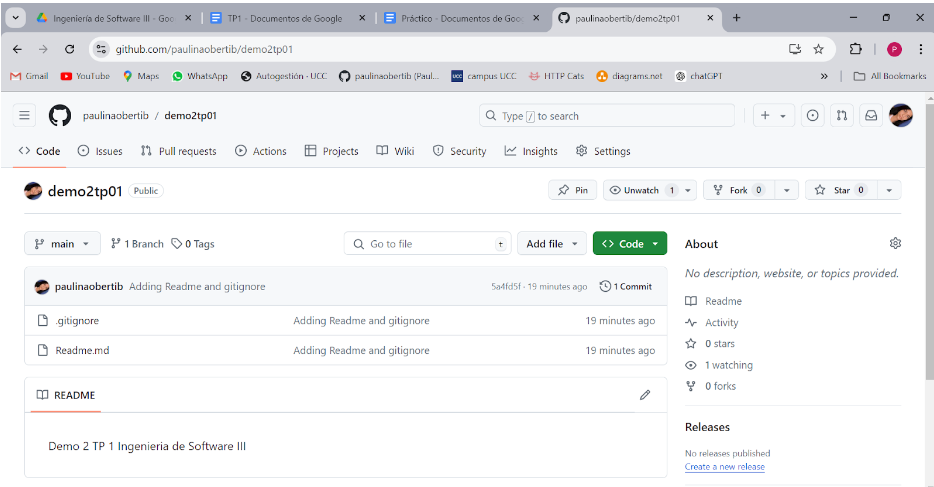 Ingeniería de Software III - Goo
TP1 - Documentos de Google
Práctico - Documentos de Goo
paulinaobertib/demo2tp01
github.com/paulinaobertib/demo2tp01
P
Gmail YouTube Maps WhatsApp Autogestión · UCC paulinaobertib (Paul... UCC campus UCC HTTP Cats diagrams.net chatGPT » All Bookmarks
paulinaobertib / demo2tp01 Type / to search
Code Issues Pull requests Actions Projects Wiki Security Insights Settings
demo2tp01 Public Pin Unwatch 1 Fork 0 Star 0
main 1 Branch 0 Tags Go to file t Add file Code
About
No description, website, or topics provided.
paulinaobertib Adding Readme and gitignore 5a4fd5f · 19 minutes ago 1 Commit
.gitignore Adding Readme and gitignore 19 minutes ago
Readme.md Adding Readme and gitignore 19 minutes ago
Readme
Activity
0 stars
1 watching
0 forks
README
Demo 2 TP 1 Ingenieria de Software III
Releases
No releases published
Create a new release